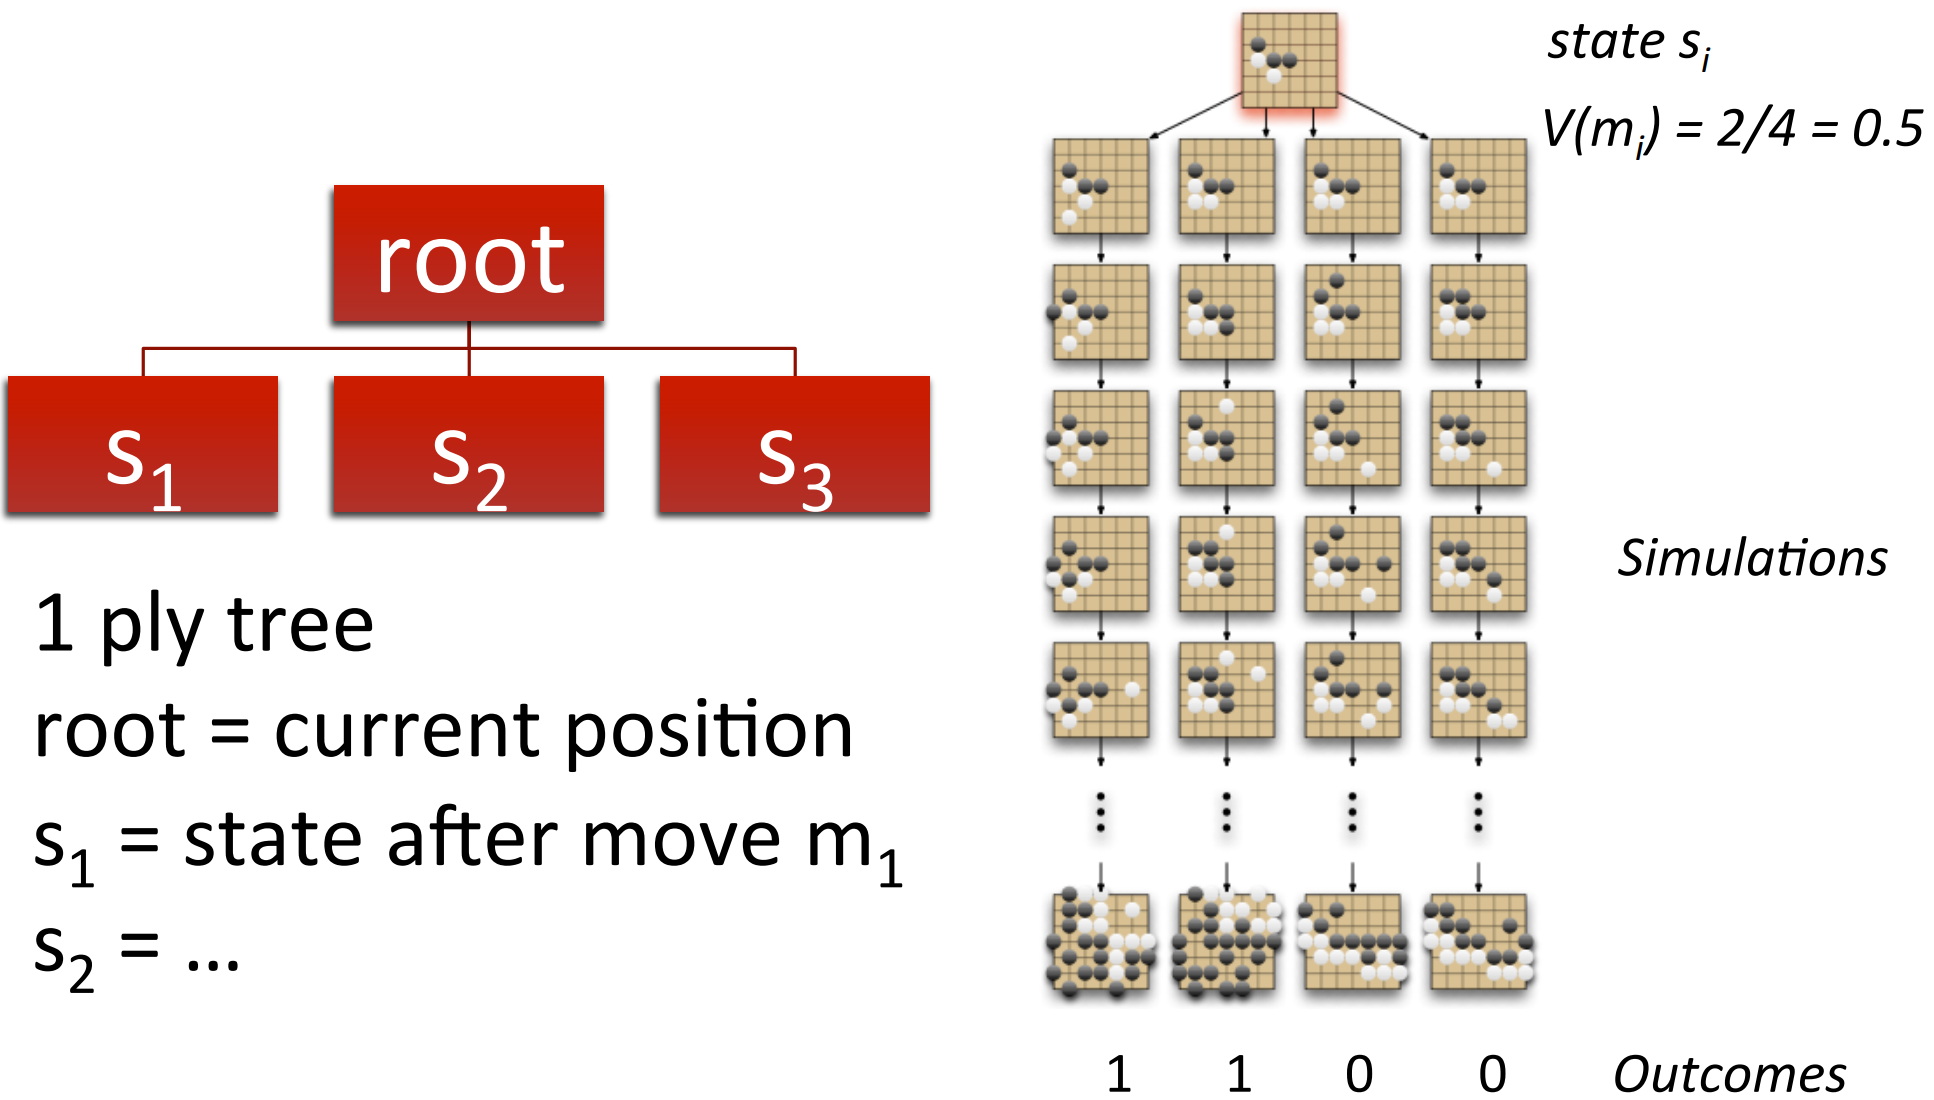 root
s₁ s₂ s₃
1 ply tree
root = current position
s₁ = state after move m₁
s₂ = ...
state sᵢ
V(mᵢ) = 2/4 = 0.5
Simulations
1 1 0 0 Outcomes